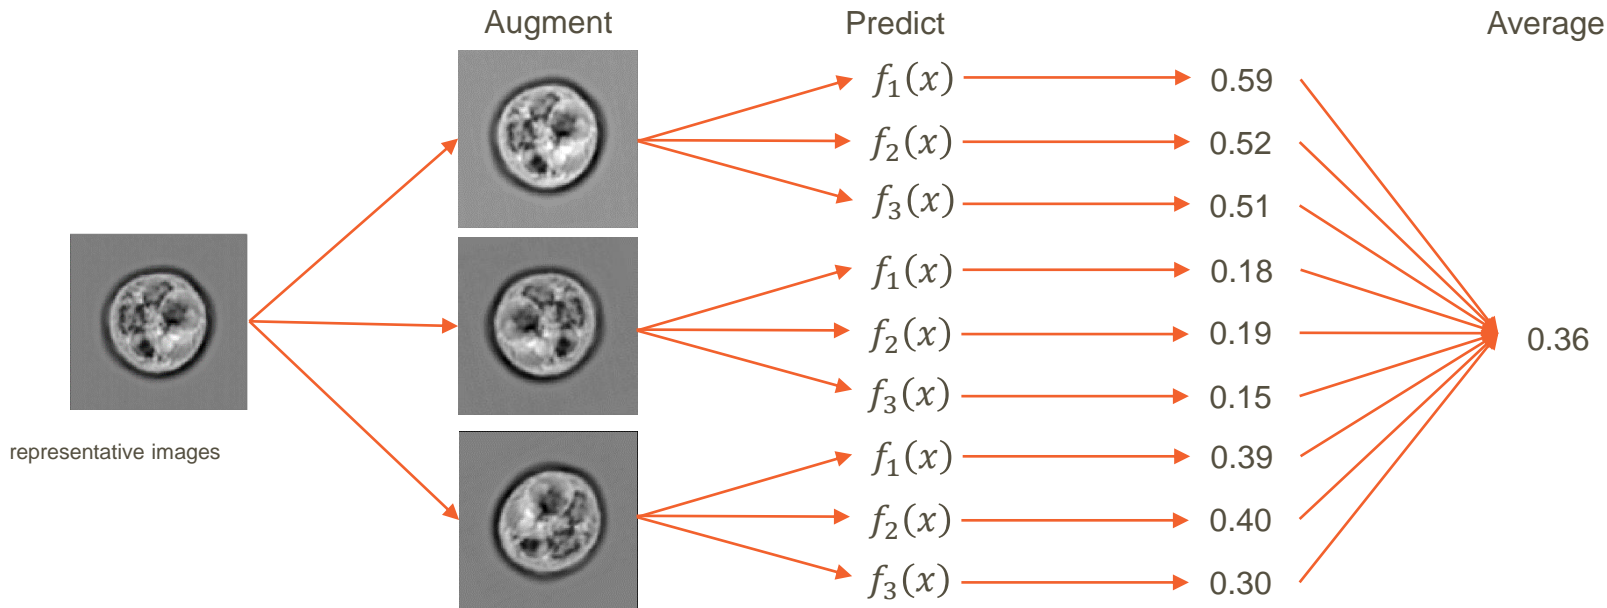 Augment Predict Average
f₁(x) 0.59
f₂(x) 0.52
f₃(x) 0.51
f₁(x) 0.18
f₂(x) 0.19
0.36
f₃(x) 0.15
representative images
f₁(x) 0.39
f₂(x) 0.40
f₃(x) 0.30